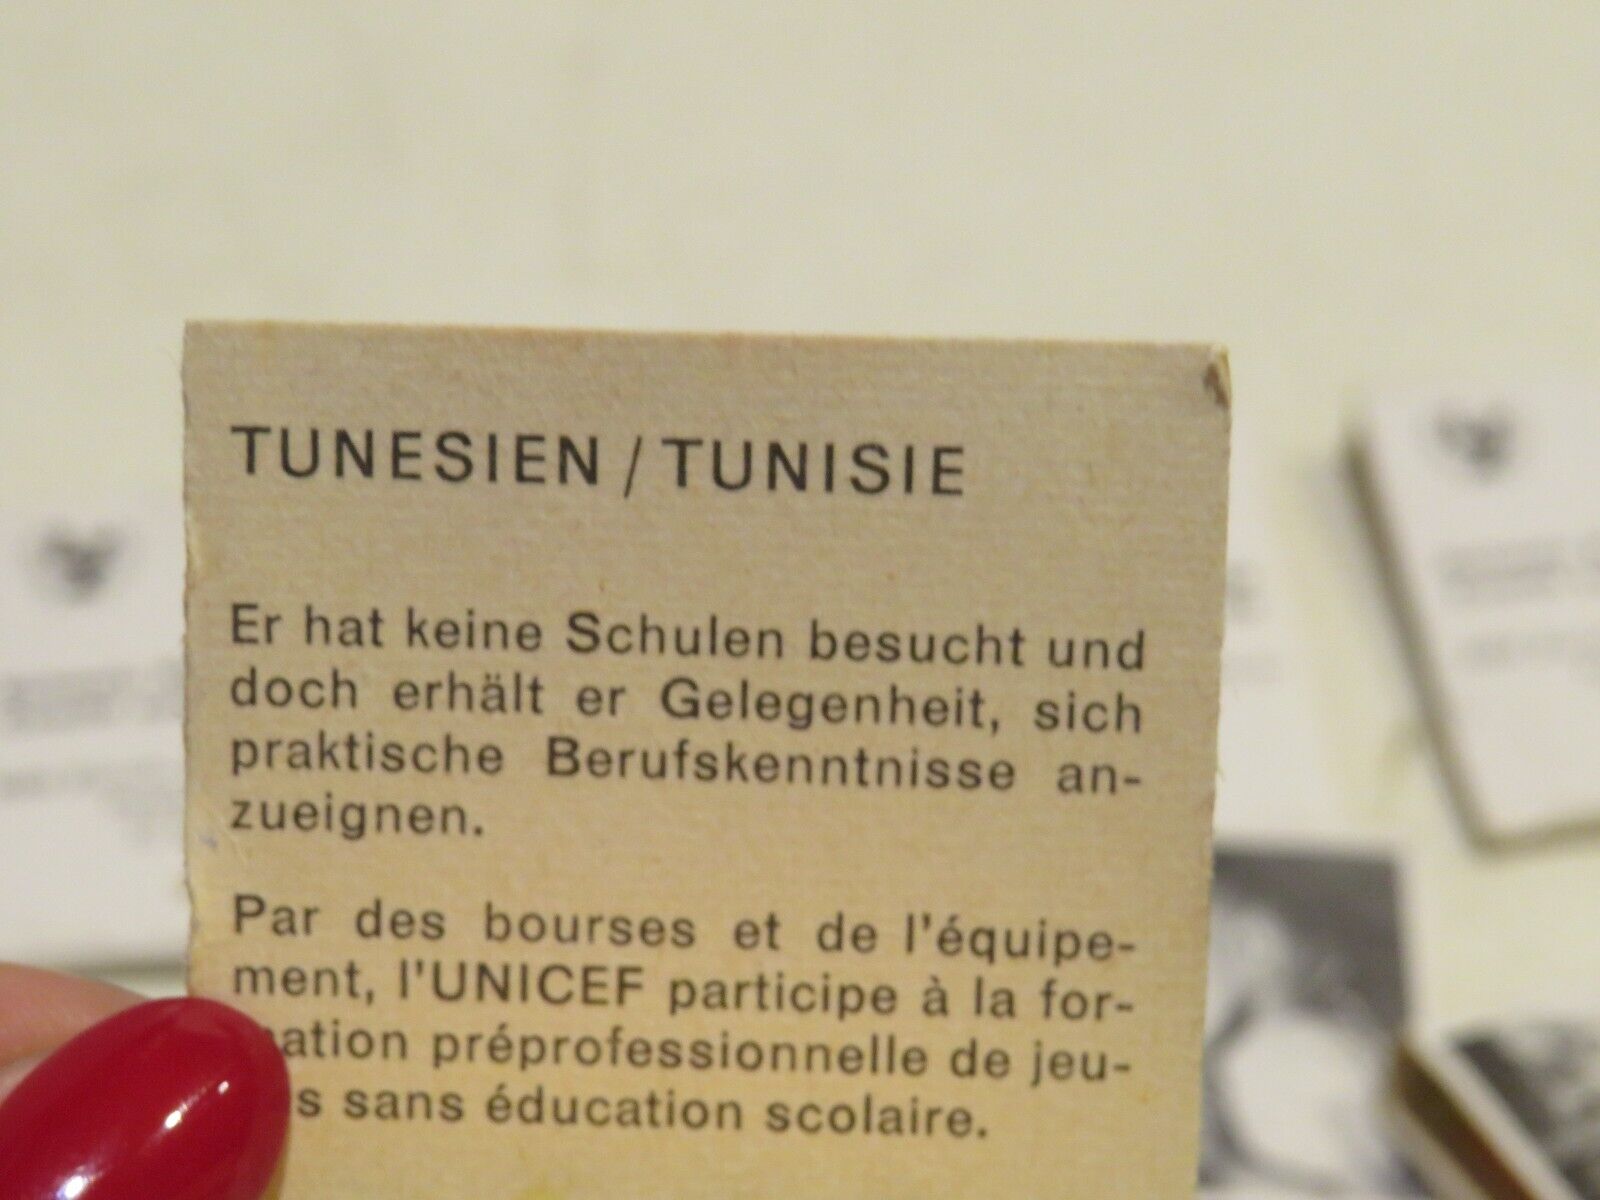 TUNESIEN / TUNISIE
Er hat keine Schulen besucht und
doch erhält er Gelegenheit, sich
praktische Berufskenntnisse an-
zueignen.
Par des bourses et de l'équipe-
ment, l'UNICEF participe à la for-
mation préprofessionnelle de jeu-
s sans éducation scolaire.